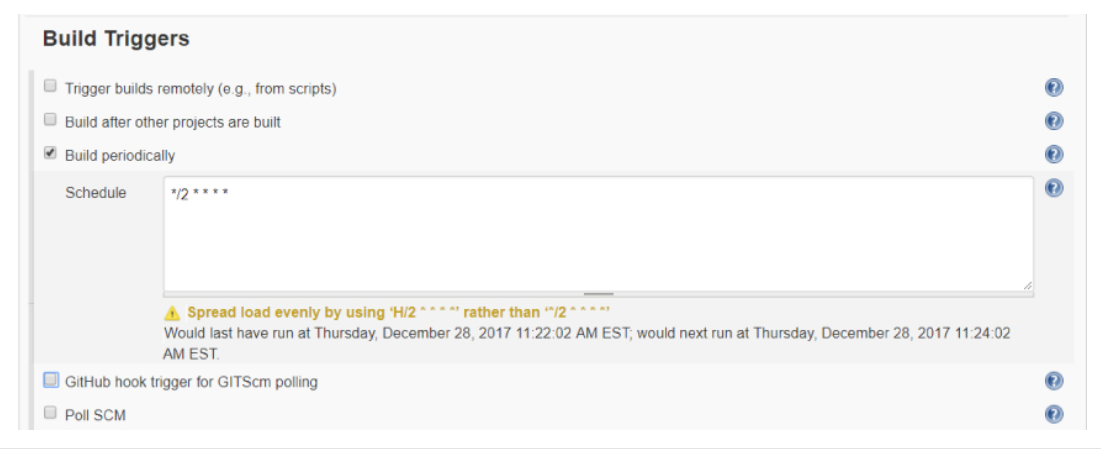 Build Triggers
Trigger builds remotely (e.g., from scripts)
Build after other projects are built
Build periodically
Schedule
*/2 * * * *
Spread load evenly by using ‘H/2 * * * *’ rather than ‘*/2 * * * *’
Would last have run at Thursday, December 28, 2017 11:22:02 AM EST; would next run at Thursday, December 28, 2017 11:24:02
AM EST.
GitHub hook trigger for GITScm polling
Poll SCM